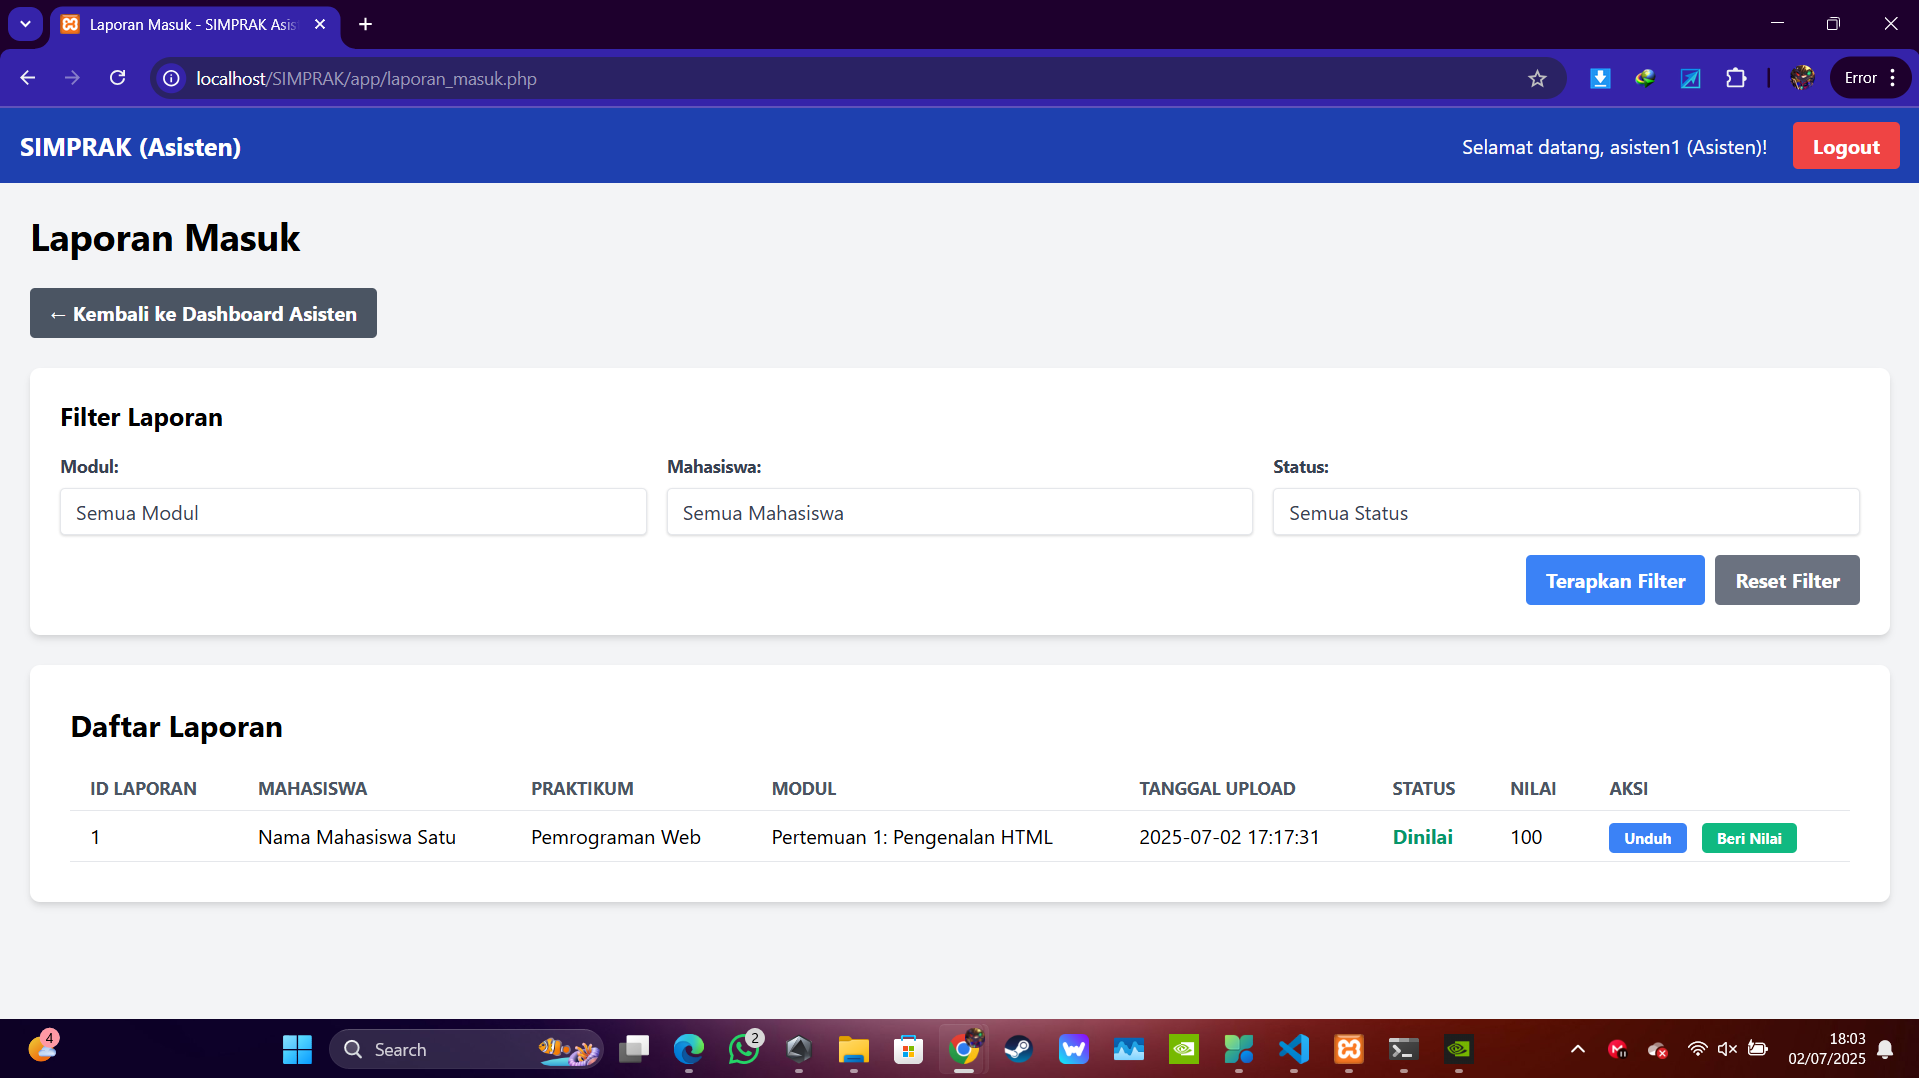 Laporan Masuk - SIMPRAK Asis
localhost/SIMPRAK/app/laporan_masuk.php
Error
SIMPRAK (Asisten)
Selamat datang, asisten1 (Asisten)!
Logout
Laporan Masuk
← Kembali ke Dashboard Asisten
Filter Laporan
Modul:
Mahasiswa:
Status:
Semua Modul
Semua Mahasiswa
Semua Status
Terapkan Filter
Reset Filter
Daftar Laporan
ID LAPORAN MAHASISWA PRAKTIKUM MODUL TANGGAL UPLOAD STATUS NILAI AKSI
1 Nama Mahasiswa Satu Pemrograman Web Pertemuan 1: Pengenalan HTML 2025-07-02 17:17:31 Dinilai 100 Unduh Beri Nilai
4
Search
2
18:03
02/07/2025